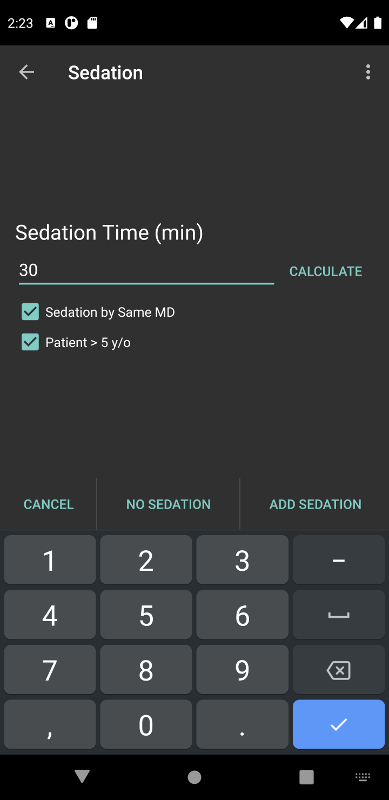 2:23
Sedation
Sedation Time (min)
30
CALCULATE
Sedation by Same MD
Patient > 5 y/o
CANCEL
NO SEDATION
ADD SEDATION
1 2 3 –
4 5 6
7 8 9
, 0 .